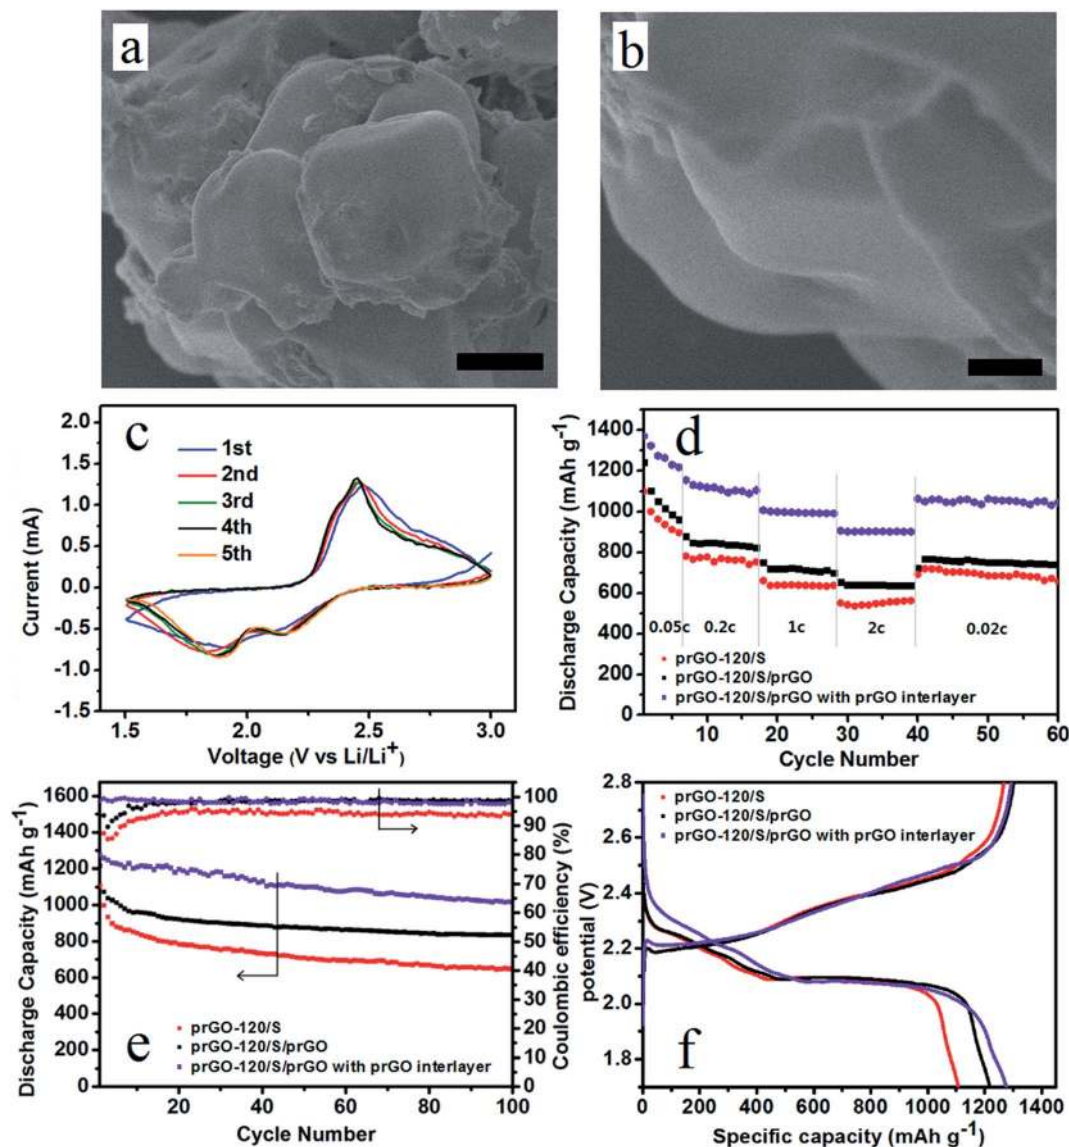 a
b
c
1st
2nd
3rd
4th
5th
2.0
1.5
1.0
0.5
0.0
-0.5
-1.0
-1.5
Current (mA)
1.5
2.0
2.5
3.0
Voltage (V vs Li/Li+)
d
1400
1200
1000
800
600
400
200
0
Discharge Capacity (mAh g-1)
0.05c
0.2c
1c
2c
0.02c
prGO-120/S
prGO-120/S/prGO
prGO-120/S/prGO with prGO interlayer
10
20
30
40
50
60
Cycle Number
e
1600
1400
1200
1000
800
600
400
200
0
Discharge Capacity (mAh g-1)
100
90
80
70
60
50
40
30
20
10
0
Coulombic efficiency (%)
prGO-120/S
prGO-120/S/prGO
prGO-120/S/prGO with prGO interlayer
20
40
60
80
100
Cycle Number
f
2.8
2.6
2.4
2.2
2.0
1.8
potential (V)
prGO-120/S
prGO-120/S/prGO
prGO-120/S/prGO with prGO interlayer
0
200
400
600
800
1000
1200
1400
Specific capacity (mAh g-1)